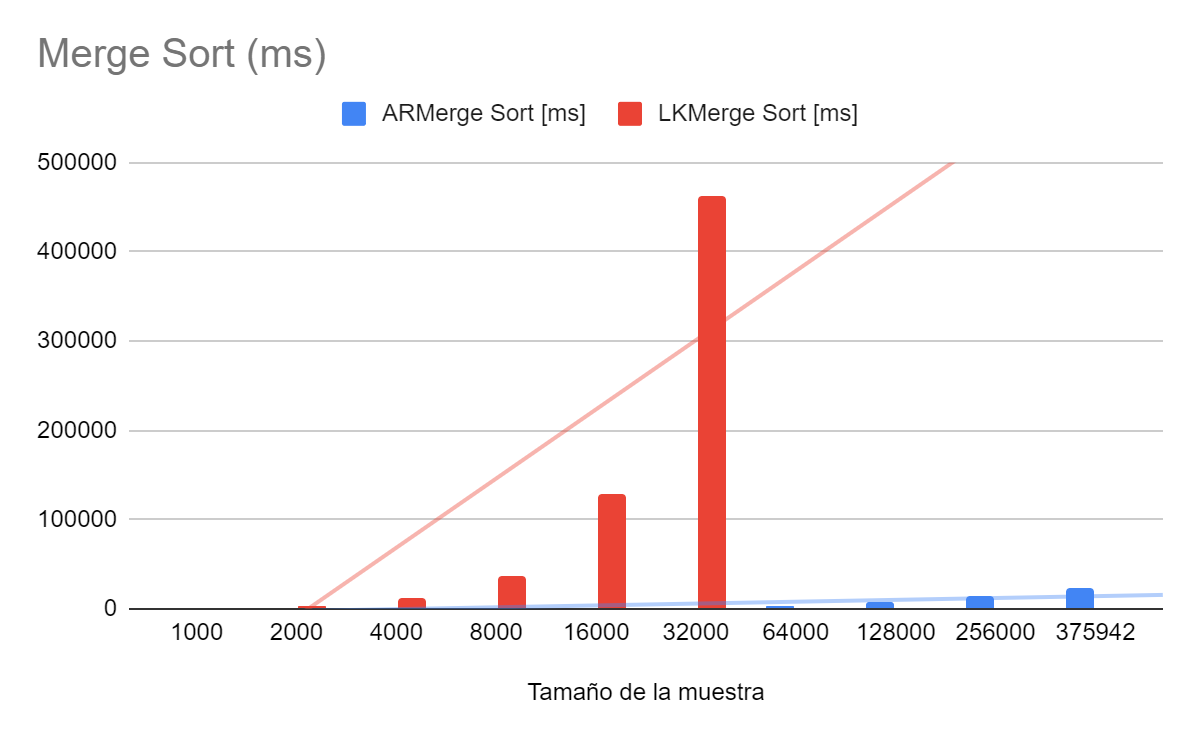 Merge Sort (ms)
ARMerge Sort [ms] LKMerge Sort [ms]
500000
400000
300000
200000
100000
0
1000 2000 4000 8000 16000 32000 64000 128000 256000 375942
Tamaño de la muestra